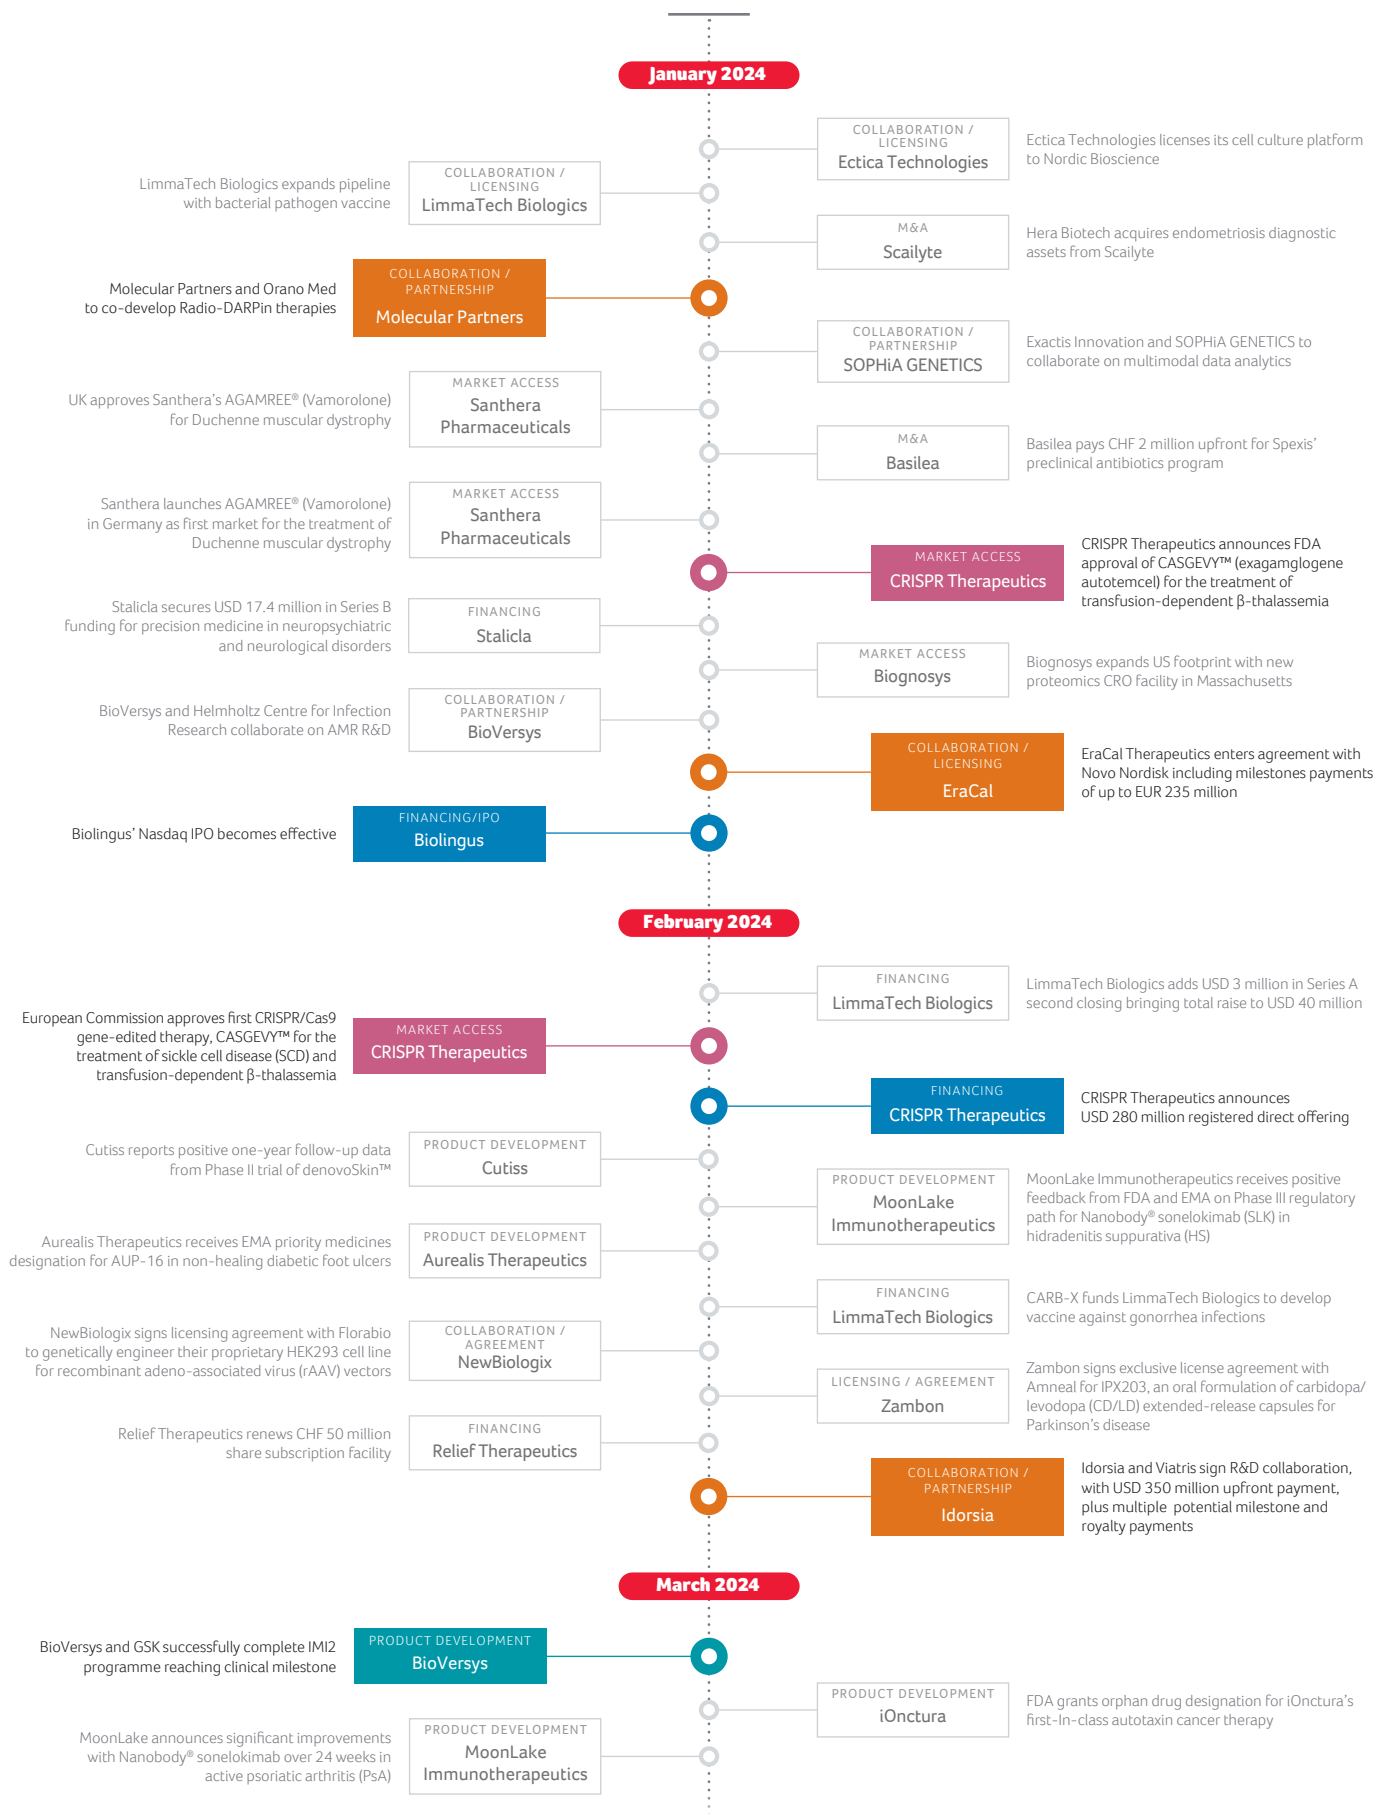 January 2024
COLLABORATION /
LICENSING
Ectica Technologies
Ectica Technologies licenses its cell culture platform
to Nordic Bioscience
LimmaTech Biologics expands pipeline
with bacterial pathogen vaccine
COLLABORATION /
LICENSING
LimmaTech Biologics
M&A
Scailyte
Hera Biotech acquires endometriosis diagnostic
assets from Scailyte
Molecular Partners and Orano Med
to co-develop Radio-DARPin therapies
COLLABORATION /
PARTNERSHIP
Molecular Partners
COLLABORATION /
PARTNERSHIP
SOPHiA GENETICS
Exactis Innovation and SOPHiA GENETICS to
collaborate on multimodal data analytics
UK approves Santhera's AGAMREE® (Vamorolone)
for Duchenne muscular dystrophy
MARKET ACCESS
Santhera
Pharmaceuticals
M&A
Basilea
Basilea pays CHF 2 million upfront for Spexis'
preclinical antibiotics program
Santhera launches AGAMREE® (Vamorolone)
in Germany as first market for the treatment of
Duchenne muscular dystrophy
MARKET ACCESS
Santhera
Pharmaceuticals
MARKET ACCESS
CRISPR Therapeutics
CRISPR Therapeutics announces FDA
approval of CASGEVY™ (exagamglogene
autotemcel) for the treatment of
transfusion-dependent β-thalassemia
Stalicla secures USD 17.4 million in Series B
funding for precision medicine in neuropsychiatric
and neurological disorders
FINANCING
Stalicla
MARKET ACCESS
Biognosys
Biognosys expands US footprint with new
proteomics CRO facility in Massachusetts
BioVersys and Helmholtz Centre for Infection
Research collaborate on AMR R&D
COLLABORATION /
PARTNERSHIP
BioVersys
COLLABORATION /
LICENSING
EraCal
EraCal Therapeutics enters agreement with
Novo Nordisk including milestones payments
of up to EUR 235 million
Biolingus' Nasdaq IPO becomes effective
FINANCING/IPO
Biolingus
February 2024
FINANCING
LimmaTech Biologics
LimmaTech Biologics adds USD 3 million in Series A
second closing bringing total raise to USD 40 million
European Commission approves first CRISPR/Cas9
gene-edited therapy, CASGEVY™ for the
treatment of sickle cell disease (SCD) and
transfusion-dependent β-thalassemia
MARKET ACCESS
CRISPR Therapeutics
FINANCING
CRISPR Therapeutics
CRISPR Therapeutics announces
USD 280 million registered direct offering
Cutiss reports positive one-year follow-up data
from Phase II trial of denovoSkin™
PRODUCT DEVELOPMENT
Cutiss
PRODUCT DEVELOPMENT
MoonLake
Immunotherapeutics
MoonLake Immunotherapeutics receives positive
feedback from FDA and EMA on Phase III regulatory
path for Nanobody® sonelokimab (SLK) in
hidradenitis suppurativa (HS)
Aurealis Therapeutics receives EMA priority medicines
designation for AUP-16 in non-healing diabetic foot ulcers
PRODUCT DEVELOPMENT
Aurealis Therapeutics
FINANCING
LimmaTech Biologics
CARB-X funds LimmaTech Biologics to develop
vaccine against gonorrhea infections
NewBiologix signs licensing agreement with Florabio
to genetically engineer their proprietary HEK293 cell line
for recombinant adeno-associated virus (rAAV) vectors
COLLABORATION /
AGREEMENT
NewBiologix
LICENSING / AGREEMENT
Zambon
Zambon signs exclusive license agreement with
Amneal for IPX203, an oral formulation of carbidopa/
levodopa (CD/LD) extended-release capsules for
Parkinson's disease
Relief Therapeutics renews CHF 50 million
share subscription facility
FINANCING
Relief Therapeutics
COLLABORATION /
PARTNERSHIP
Idorsia
Idorsia and Viatris sign R&D collaboration,
with USD 350 million upfront payment,
plus multiple potential milestone and
royalty payments
March 2024
BioVersys and GSK successfully complete IMI2
programme reaching clinical milestone
PRODUCT DEVELOPMENT
BioVersys
PRODUCT DEVELOPMENT
iOnctura
FDA grants orphan drug designation for iOnctura's
first-In-class autotaxin cancer therapy
MoonLake announces significant improvements
with Nanobody® sonelokimab over 24 weeks in
active psoriatic arthritis (PsA)
PRODUCT DEVELOPMENT
MoonLake
Immunotherapeutics